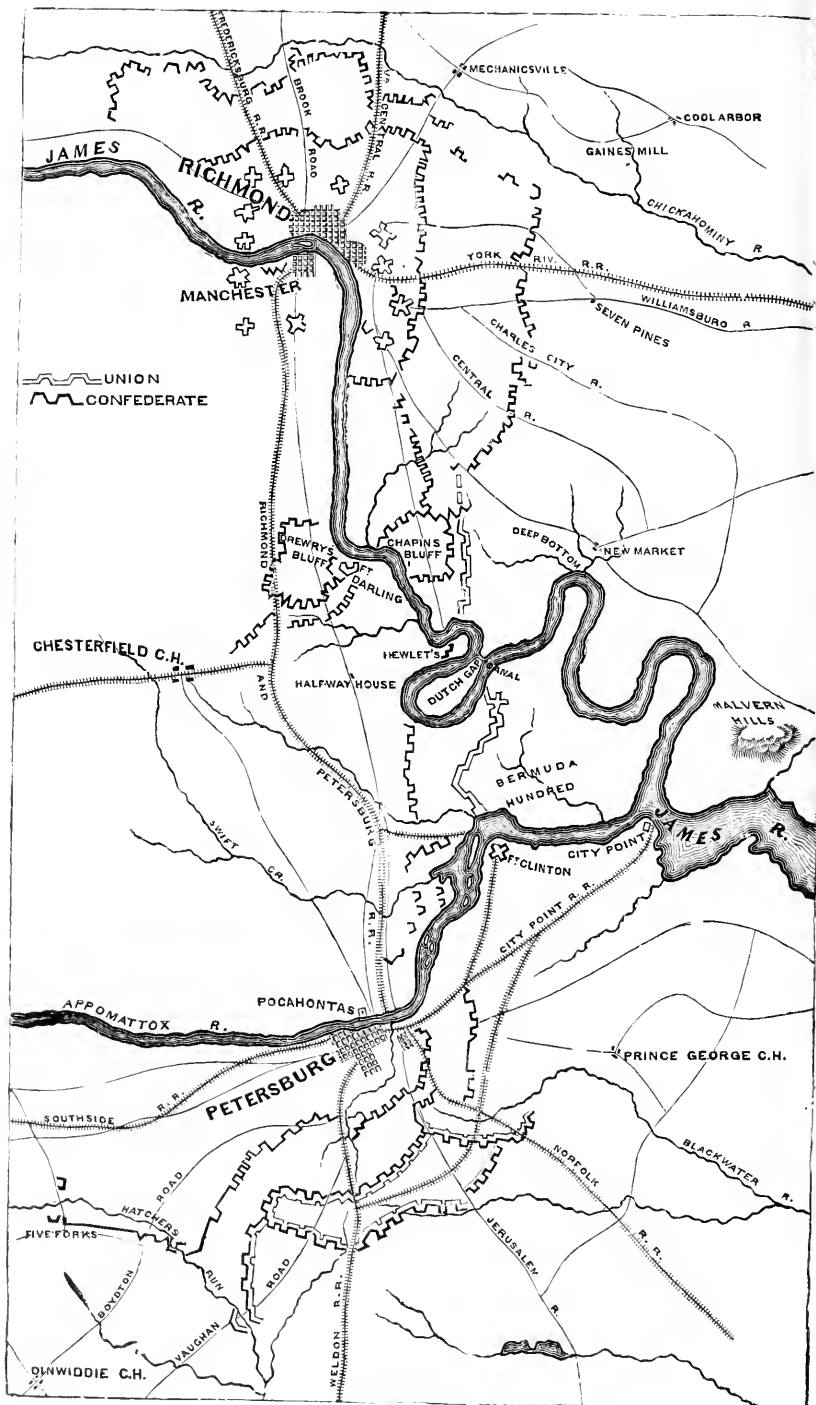 FREDERICKSBURG R.R.
BROOK ROAD
VA. CENTRAL R.R.
MECHANICSVILLE
COOL ARBOR
GAINES MILL
CHICKAHOMINY R
JAMES R.
RICHMOND
MANCHESTER
YORK RIV. R.R.
WILLIAMSBURG R
SEVEN PINES
CHARLES CITY R.
CENTRAL R.
UNION
CONFEDERATE
RICHMOND AND PETERSBURG R.R.
DREWRY'S BLUFF
FT DARLING
CHAPINS BLUFF
DEEP BOTTOM
NEW MARKET
CHESTERFIELD C.H.
HEWLET'S
HALFWAY HOUSE
DUTCH GAP CANAL
MALVERN HILLS
BERMUDA HUNDRED
SWIFT CR.
JAMES R.
CITY POINT
FT CLINTON
CITY POINT R.R.
POCAHONTAS
APPOMATTOX R.
PETERSBURG
PRINCE GEORGE C.H.
SOUTHSIDE R.R.
BLACKWATER R.
NORFOLK R.R.
HATCHERS RUN
FIVE FORKS
BOYDTON ROAD
VAUGHAN ROAD
WELDON R.R.
JERUSALEM R.
DINWIDDIE C.H.